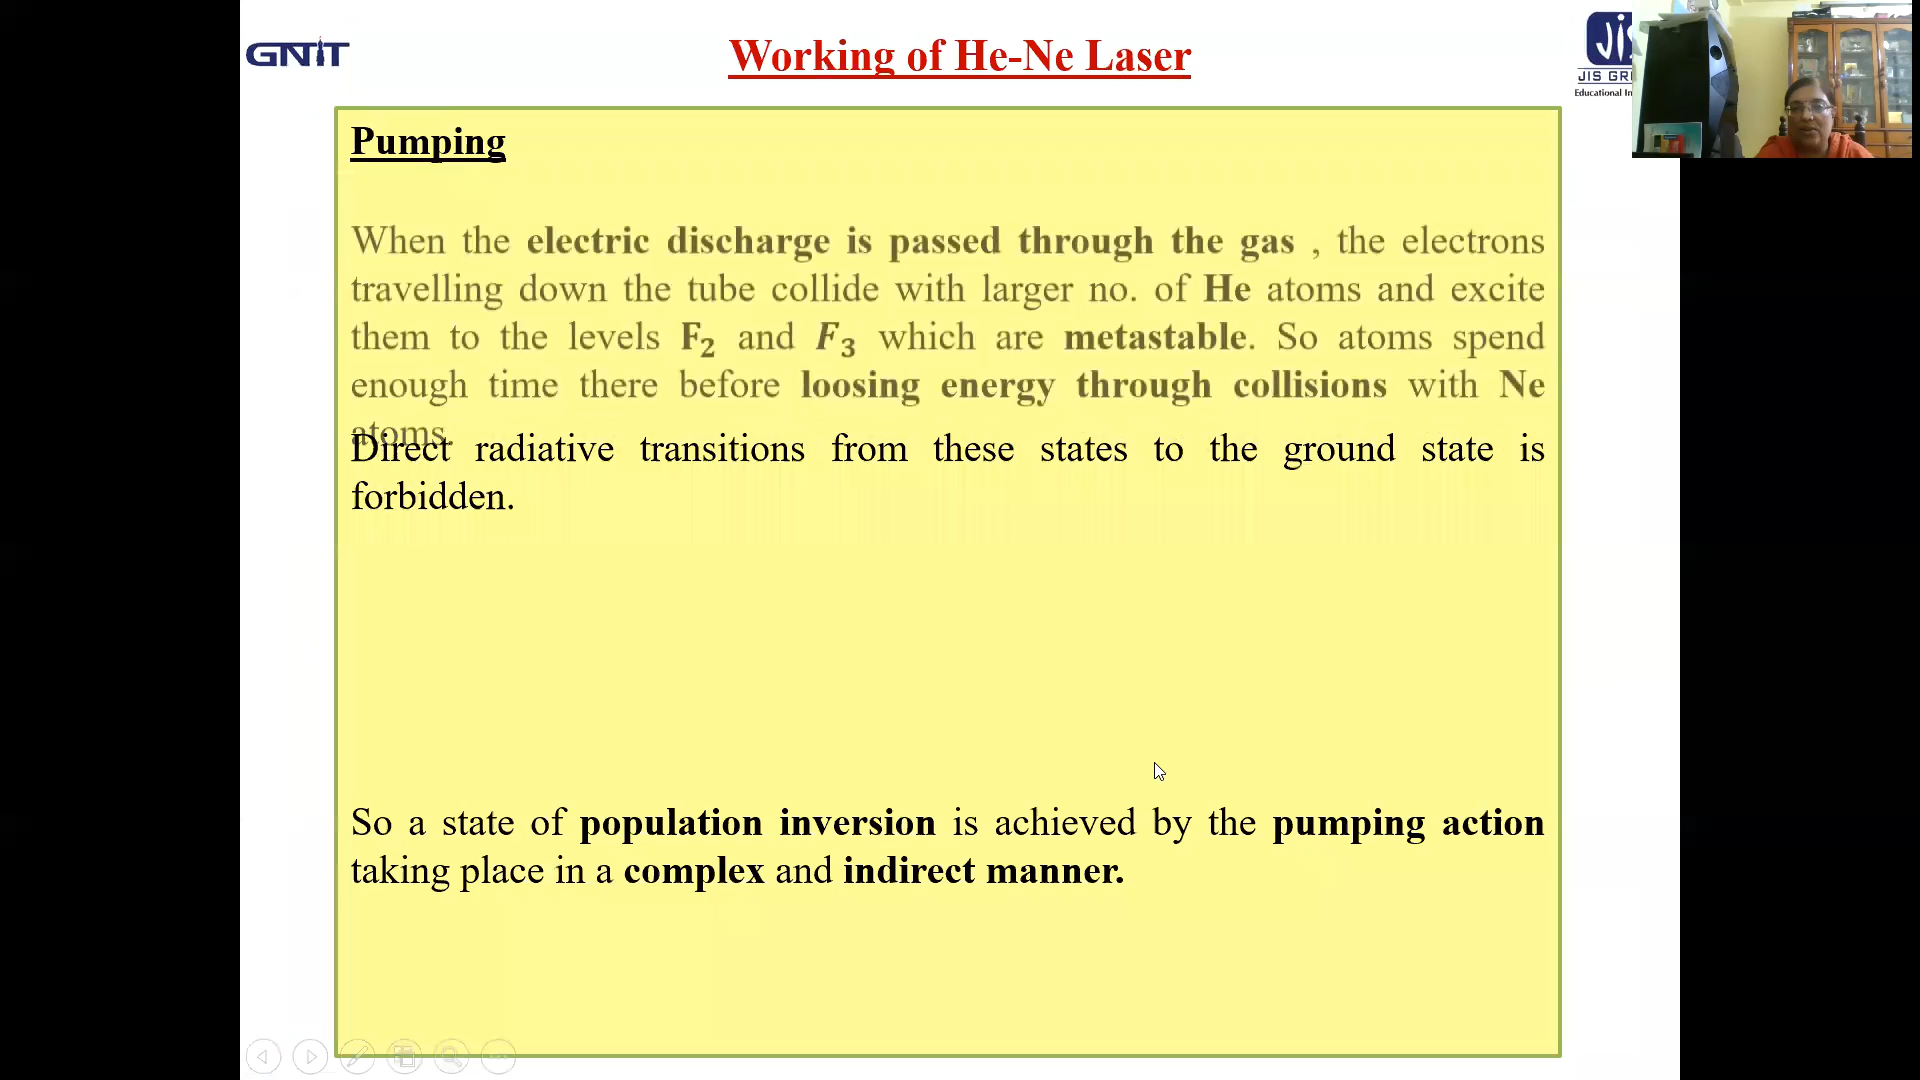 GNIT
Working of He-Ne Laser
JIS GR
Educational In
Pumping
When the electric discharge is passed through the gas , the electrons
travelling down the tube collide with larger no. of He atoms and excite
them to the levels F₂ and F₃ which are metastable. So atoms spend
enough time there before loosing energy through collisions with Ne
atoms.
Direct radiative transitions from these states to the ground state is
forbidden.
So a state of population inversion is achieved by the pumping action
taking place in a complex and indirect manner.